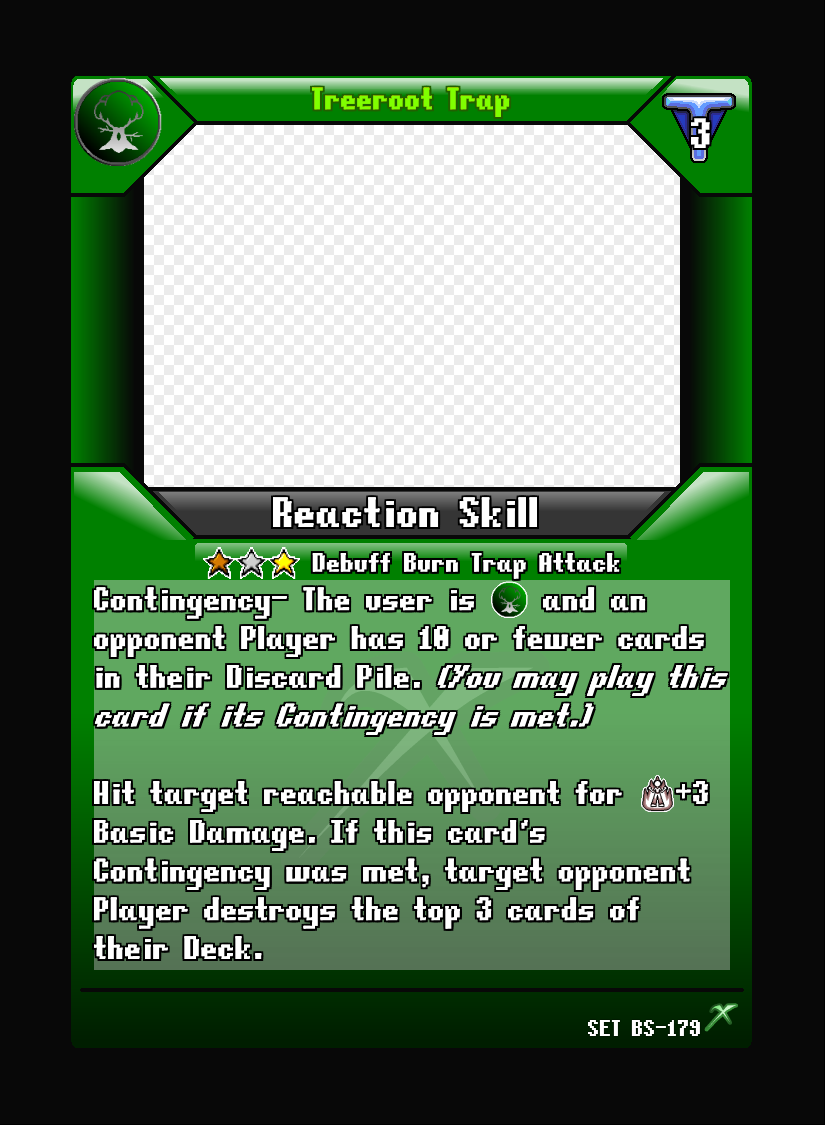 Treeroot Trap
3
Reaction Skill
Debuff Burn Trap Attack
Contingency- The user is and an
opponent Player has 10 or fewer cards
in their Discard Pile. (You may play this
card if its Contingency is met.)
Hit target reachable opponent for +3
Basic Damage. If this card's
Contingency was met, target opponent
Player destroys the top 3 cards of
their Deck.
SET BS-179